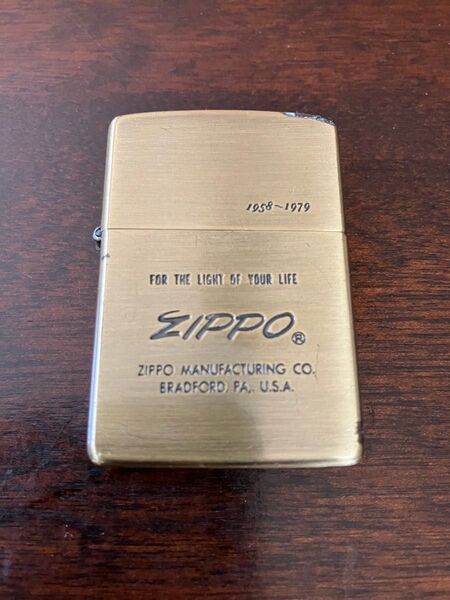 1958~1979
FOR THE LIGHT OF YOUR LIFE
ZIPPO®
ZIPPO MANUFACTURING CO.
BRADFORD, PA., U.S.A.